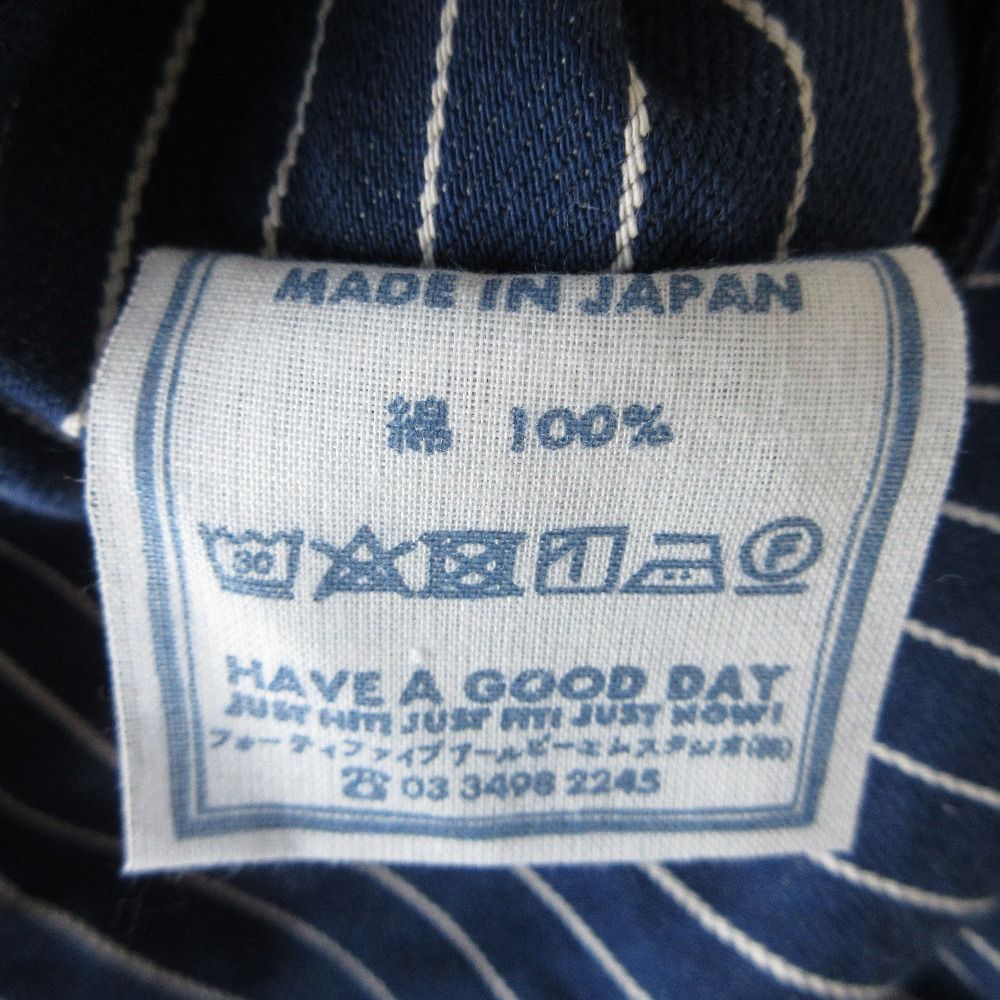 MADE IN JAPAN
綿 100%
30 F
HAVE A GOOD DAY
JUST HIT! JUST FIT! JUST NOW!
フォーティファイブアールピーエムスタジオ(株)
☎ 03 3498 2245